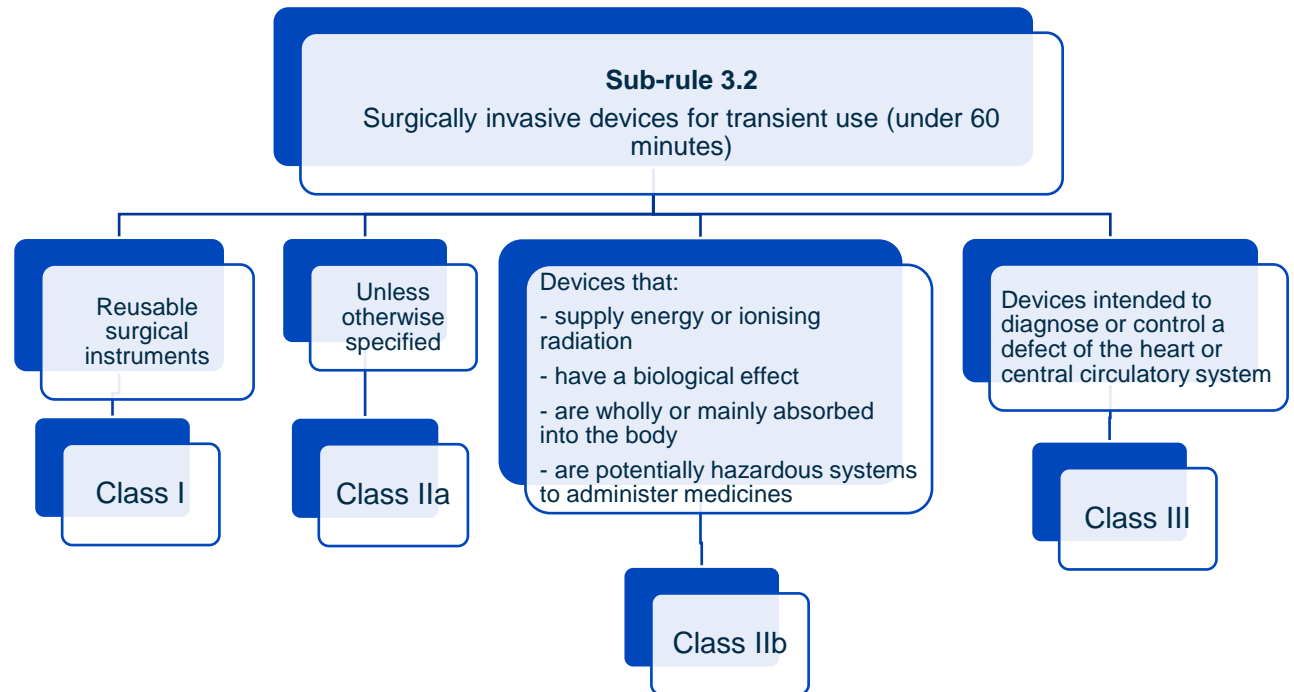 Sub-rule 3.2
Surgically invasive devices for transient use (under 60
minutes)
Reusable
surgical
instruments
Class I
Unless
otherwise
specified
Class IIa
Devices that:
- supply energy or ionising
radiation
- have a biological effect
- are wholly or mainly absorbed
into the body
- are potentially hazardous systems
to administer medicines
Class IIb
Devices intended to
diagnose or control a
defect of the heart or
central circulatory system
Class III